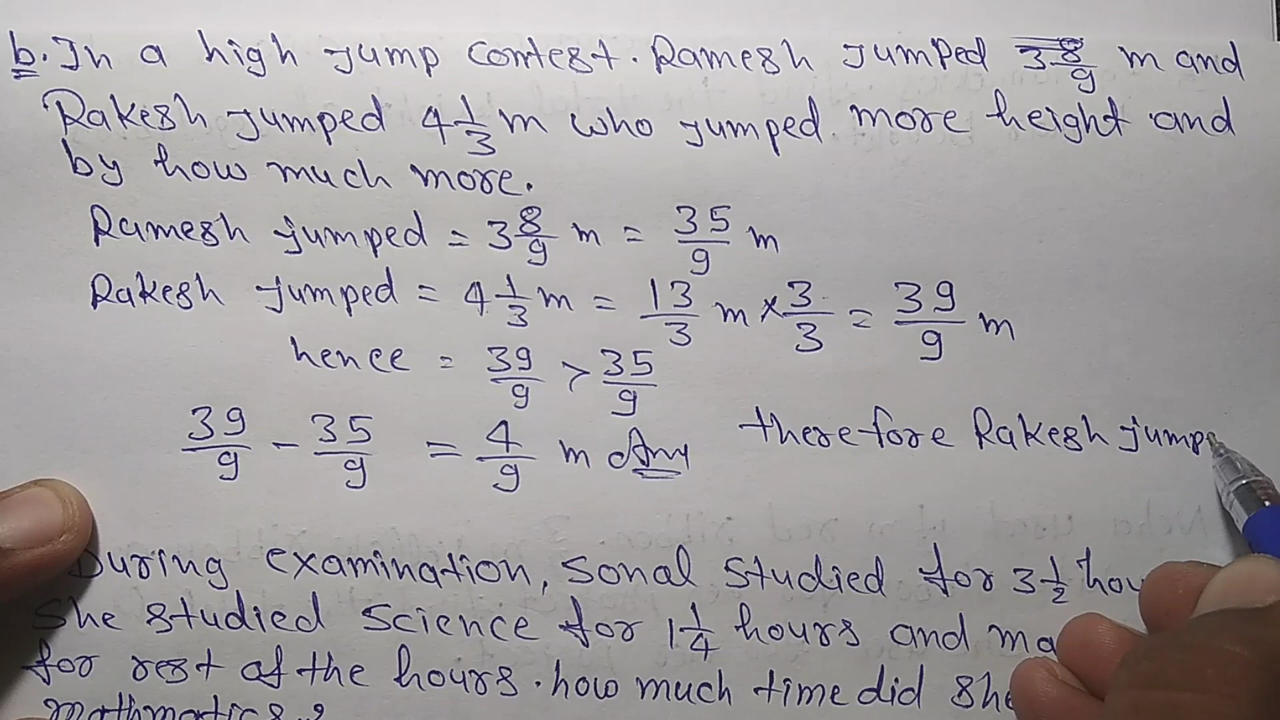 b. In a high jump contest. Ramesh jumped 3 8/9 m and
Rakesh jumped 4 1/3 m who jumped. more height and
by how much more.
Ramesh jumped = 3 8/9 m = 35/9 m
Rakesh jumped = 4 1/3 m = 13/3 m × 3/3 = 39/9 m
hence = 39/9 > 35/9
39/9 - 35/9 = 4/9 m Ans
therefore Rakesh jump
During examination, Sonal studied for 3 1/2 hou
She studied Science for 1 1/4 hours and ma
for rest of the hours. how much time did she
mathmatics?